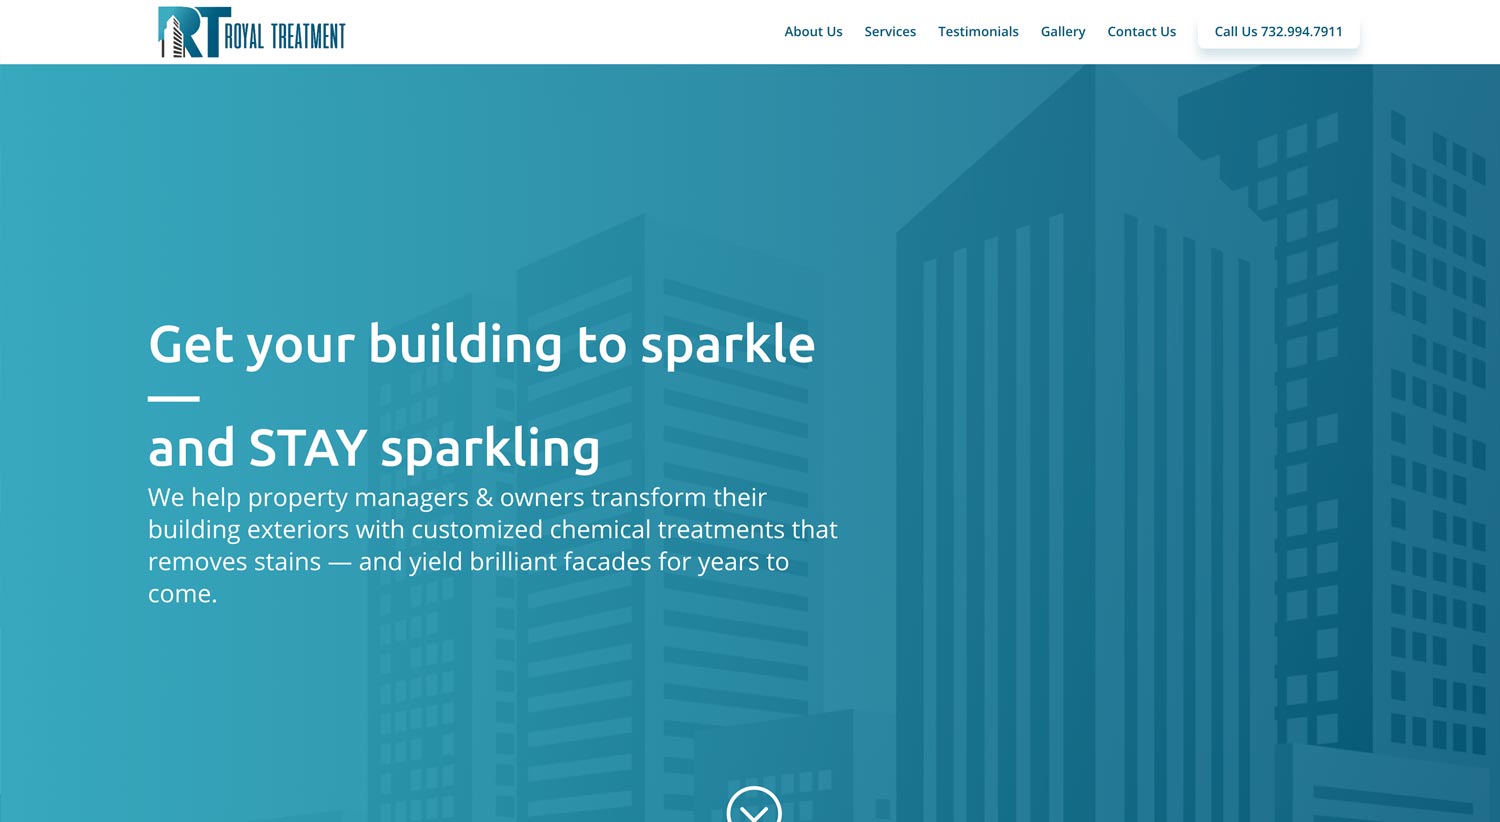 RT ROYAL TREATMENT
About Us
Services
Testimonials
Gallery
Contact Us
Call Us 732.994.7911
Get your building to sparkle
—
and STAY sparkling
We help property managers & owners transform their
building exteriors with customized chemical treatments that
removes stains — and yield brilliant facades for years to
come.